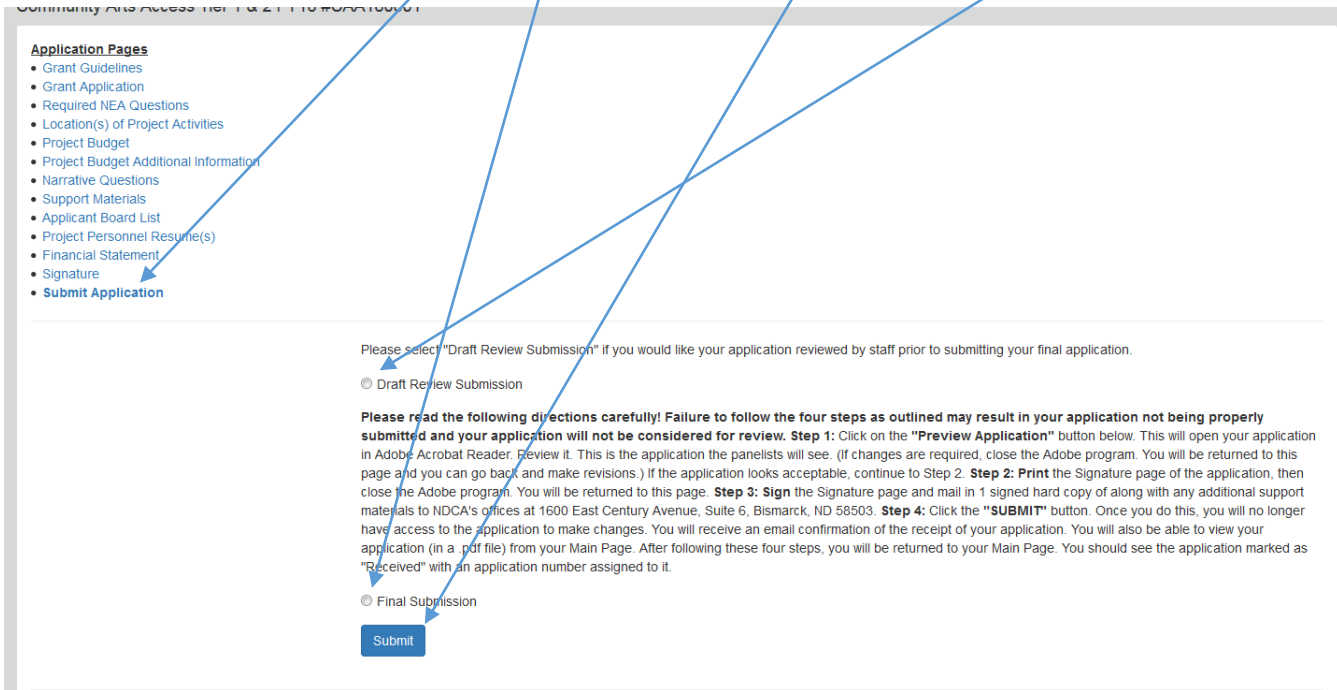 Community Arts Access Tier 1 & 2
Application Pages
• Grant Guidelines
• Grant Application
• Required NEA Questions
• Location(s) of Project Activities
• Project Budget
• Project Budget Additional Information
• Narrative Questions
• Support Materials
• Applicant Board List
• Project Personnel Resume(s)
• Financial Statement
• Signature
• Submit Application
Please select "Draft Review Submission" if you would like your application reviewed by staff prior to submitting your final application.
Draft Review Submission
Please read the following directions carefully! Failure to follow the four steps as outlined may result in your application not being properly
submitted and your application will not be considered for review. Step 1: Click on the "Preview Application" button below. This will open your application
in Adobe Acrobat Reader. Review it. This is the application the panelists will see. (If changes are required, close the Adobe program. You will be returned to this
page and you can go back and make revisions.) If the application looks acceptable, continue to Step 2. Step 2: Print the Signature page of the application, then
close the Adobe program. You will be returned to this page. Step 3: Sign the Signature page and mail in 1 signed hard copy of along with any additional support
materials to NDCA's offices at 1600 East Century Avenue, Suite 6, Bismarck, ND 58503. Step 4: Click the "SUBMIT" button. Once you do this, you will no longer
have access to the application to make changes. You will receive an email confirmation of the receipt of your application. You will also be able to view your
application (in a .pdf file) from your Main Page. After following these four steps, you will be returned to your Main Page. You should see the application marked as
"Received" with an application number assigned to it.
Final Submission
Submit